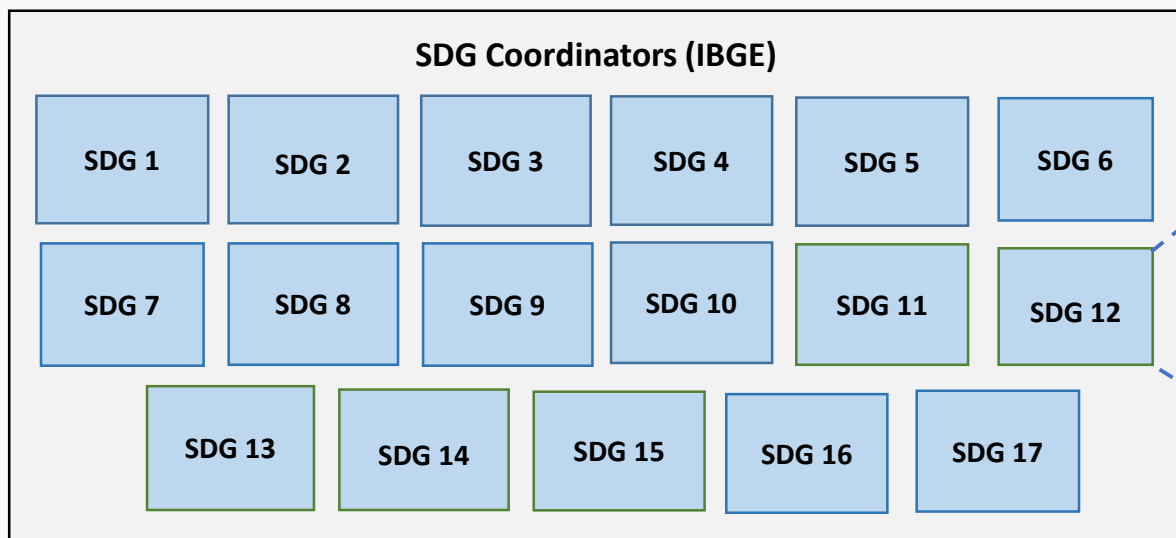 SDG Coordinators (IBGE)
SDG 1 SDG 2 SDG 3 SDG 4 SDG 5 SDG 6
SDG 7 SDG 8 SDG 9 SDG 10 SDG 11 SDG 12
SDG 13 SDG 14 SDG 15 SDG 16 SDG 17